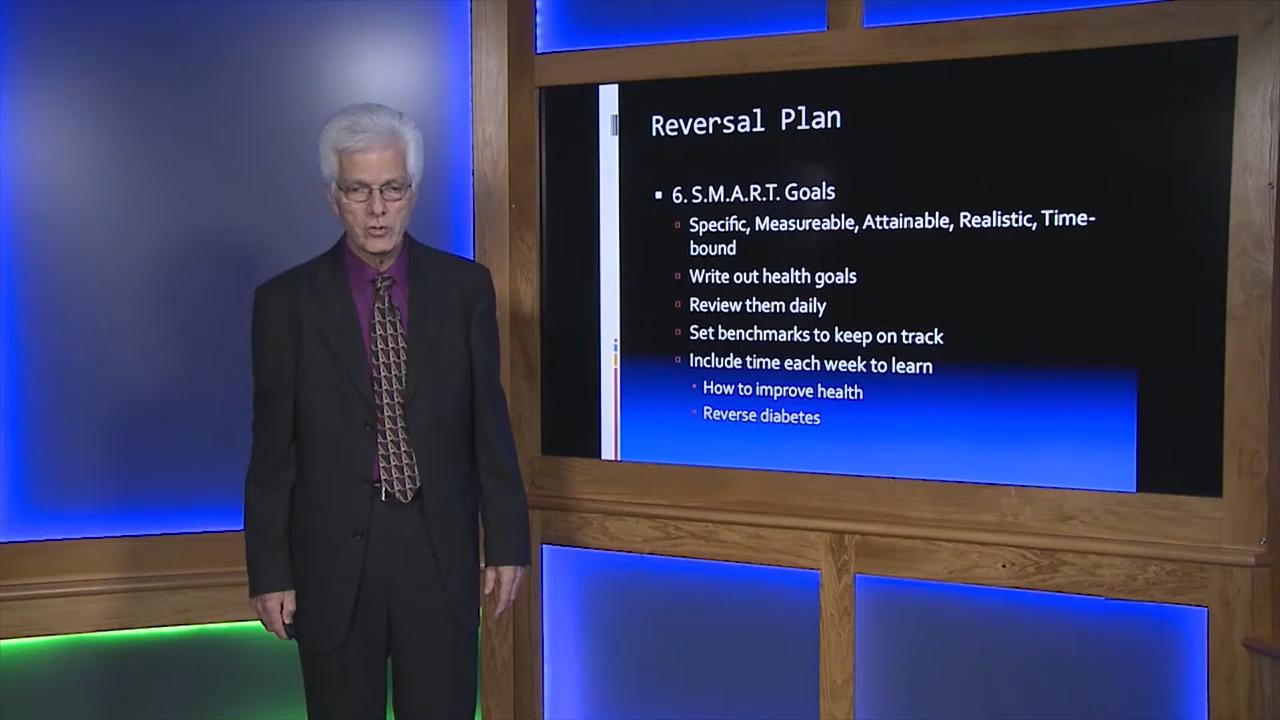 Reversal Plan
6. S.M.A.R.T. Goals
Specific, Measureable, Attainable, Realistic, Time-
bound
Write out health goals
Review them daily
Set benchmarks to keep on track
Include time each week to learn
How to improve health
Reverse diabetes